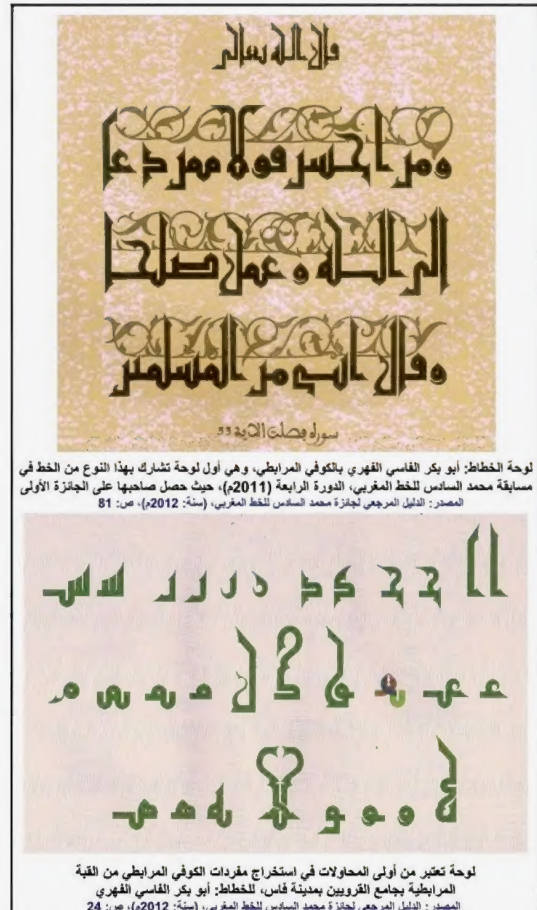 قال الله تعالى
ومن احسن قولا ممن دعا
الى الله وعمل صلحا
وقال انني من المسلمين
سورة فصلت الآية 33
لوحة الخطاط: أبو بكر الفاسي الفهري بالكوفي المرابطي، وهي أول لوحة تشارك بهذا النوع من الخط في
مسابقة محمد السادس للخط المغربي، الدورة الرابعة (2011م)، حيث حصل صاحبها على الجائزة الأولى
المصدر: الدليل المرجعي لجائزة محمد السادس للخط المغربي، (سنة: 2012م)، ص: 81
لوحة تعتبر من أولى المحاولات في استخراج مفردات الكوفي المرابطي من القبة
المرابطية بجامع القرويين بمدينة فاس، للخطاط: أبو بكر الفاسي الفهري
المصدر: الدليل المرجعي لجائزة محمد السادس للخط المغربي، (سنة: 2012م)، ص: 24